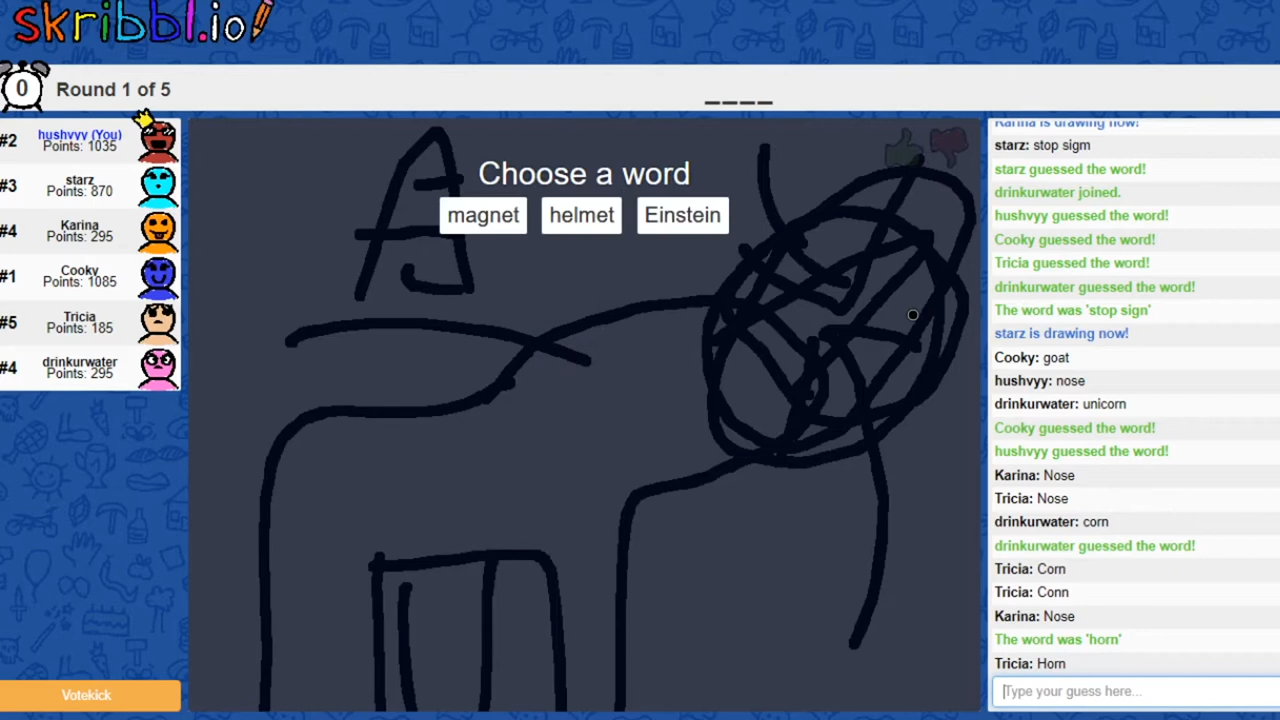 skribbl.io
0
Round 1 of 5
____
#2 hushvyy (You)
Points: 1035
#3 starz
Points: 870
#4 Karina
Points: 295
#1 Cooky
Points: 1085
#5 Tricia
Points: 185
#4 drinkurwater
Points: 295
Votekick
A
Choose a word
magnet helmet Einstein
Karina is drawing now!
starz: stop sigm
starz guessed the word!
drinkurwater joined.
hushvyy guessed the word!
Cooky guessed the word!
Tricia guessed the word!
drinkurwater guessed the word!
The word was 'stop sign'
starz is drawing now!
Cooky: goat
hushvyy: nose
drinkurwater: unicorn
Cooky guessed the word!
hushvyy guessed the word!
Karina: Nose
Tricia: Nose
drinkurwater: corn
drinkurwater guessed the word!
Tricia: Corn
Tricia: Conn
Karina: Nose
The word was 'horn'
Tricia: Horn
Type your guess here...